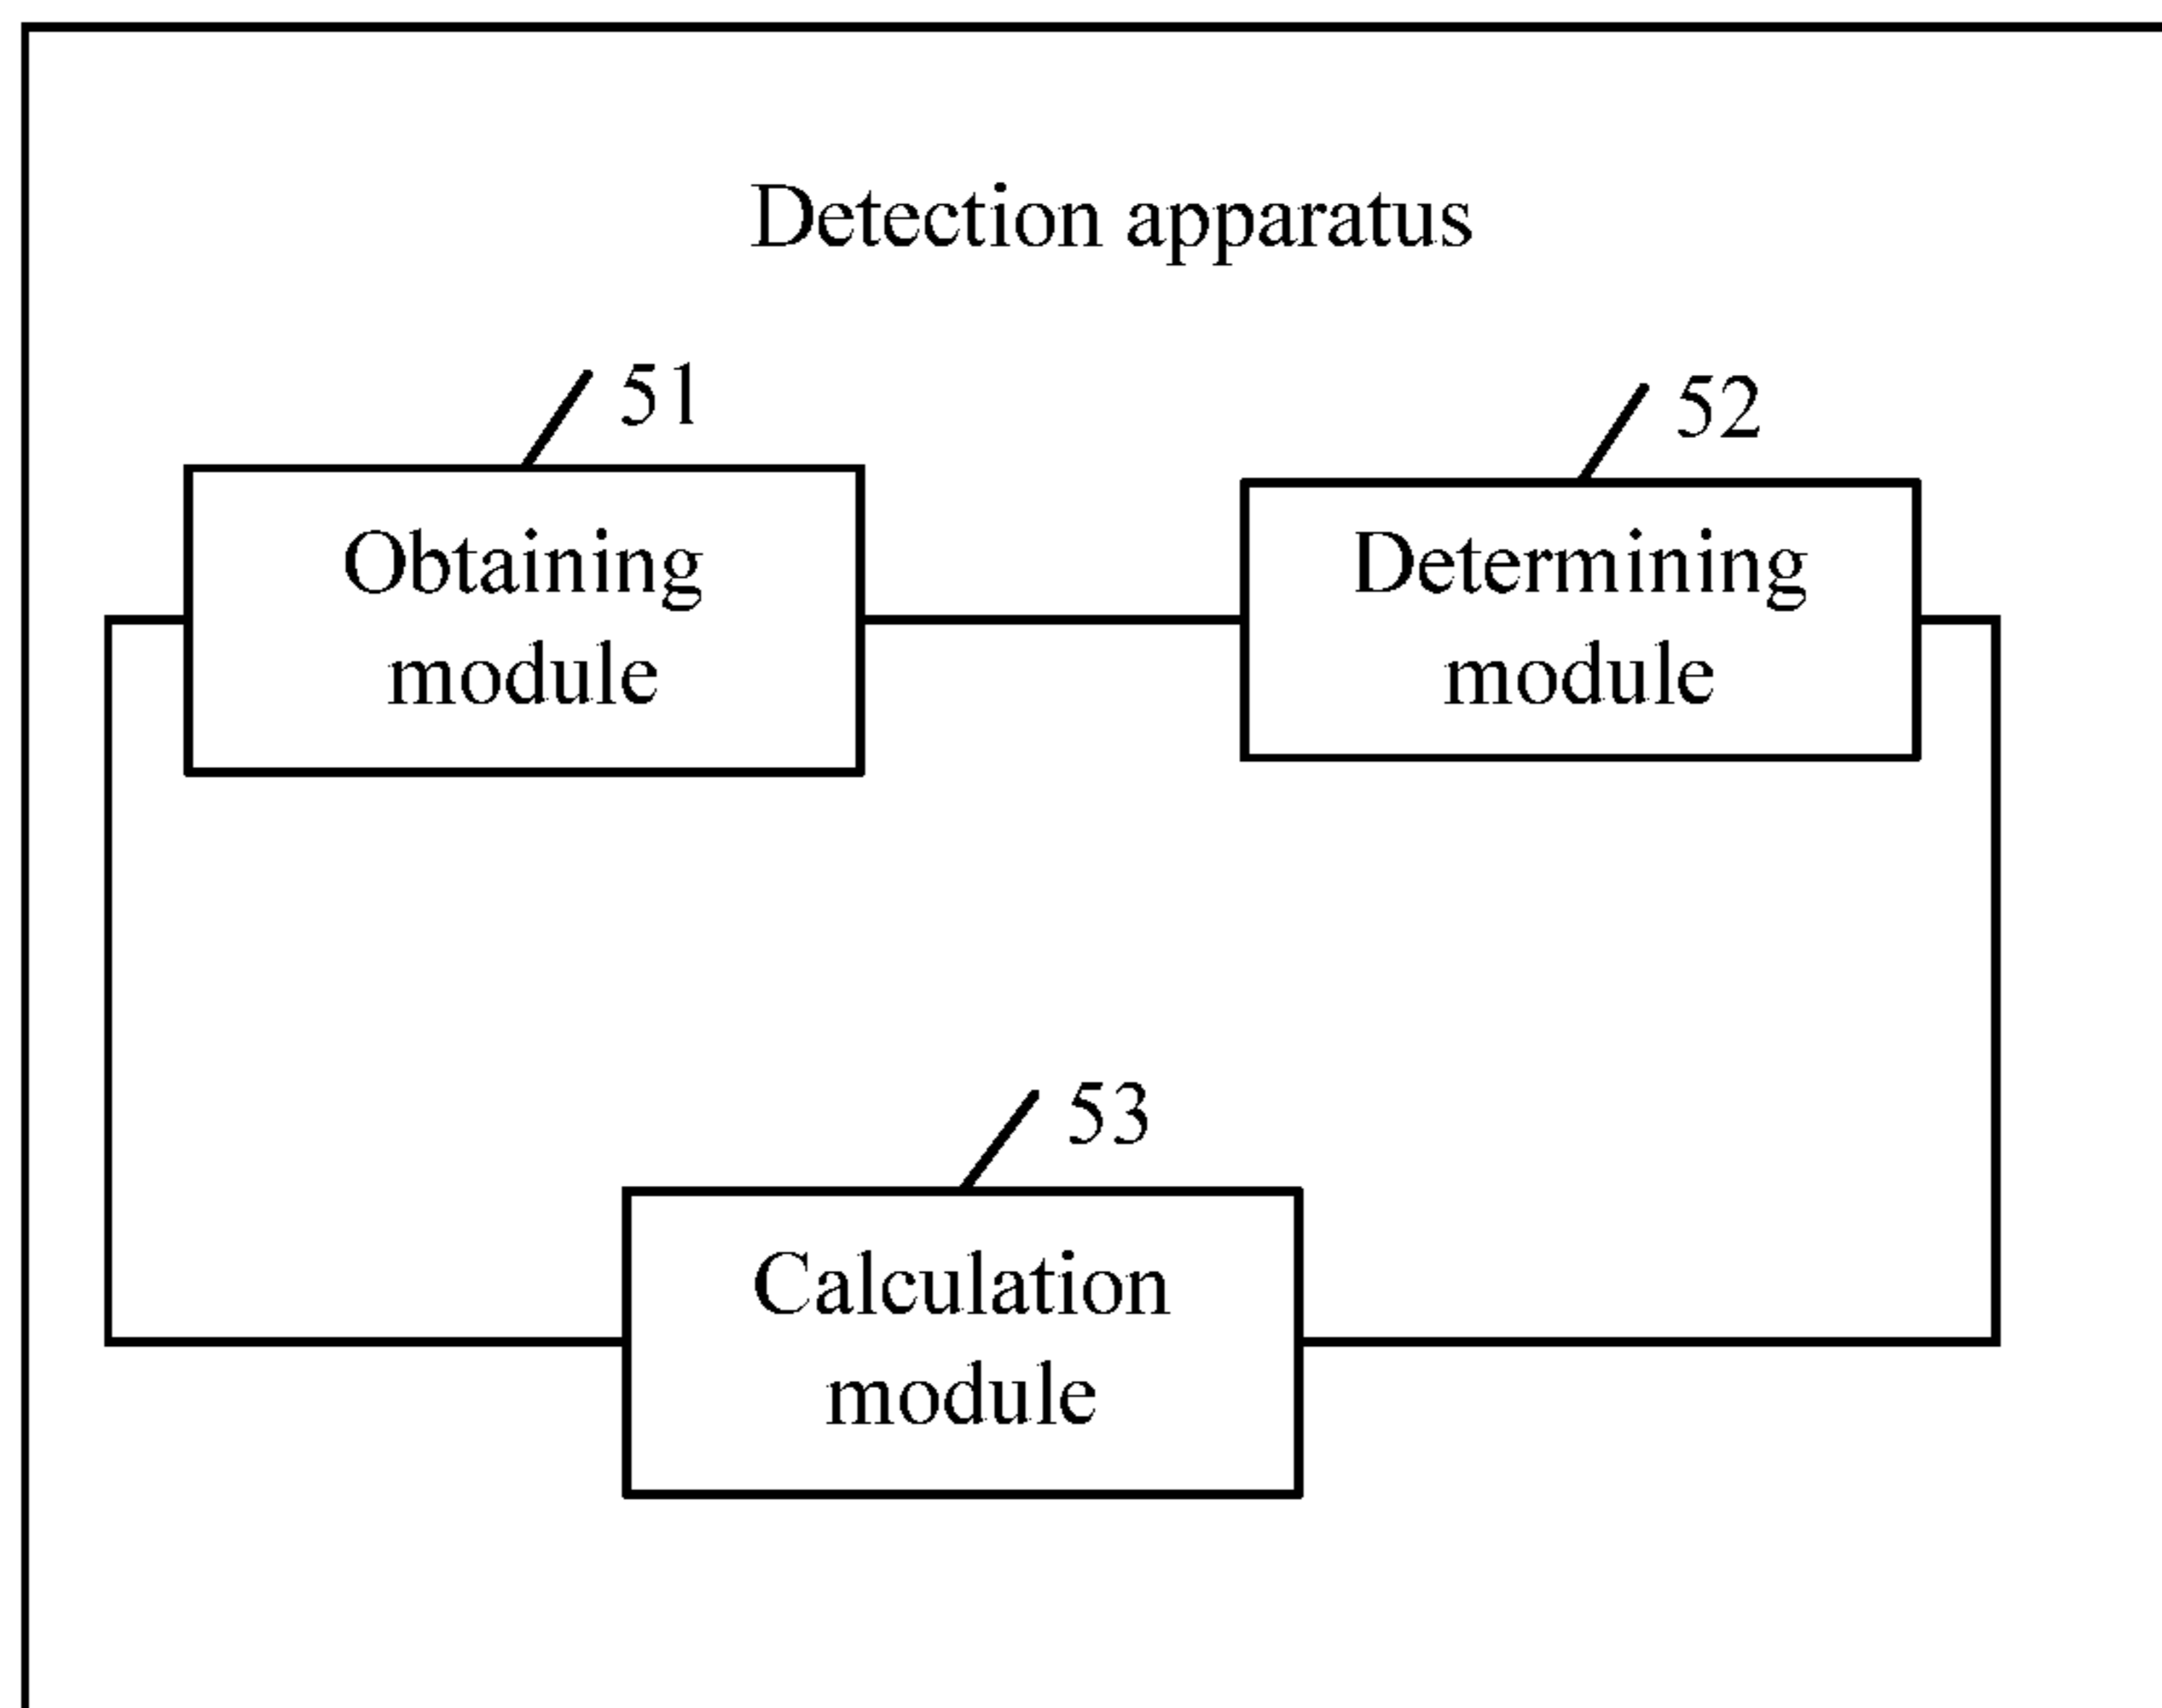 Detection apparatus
51
52
Obtaining
module
Determining
module
53
Calculation
module